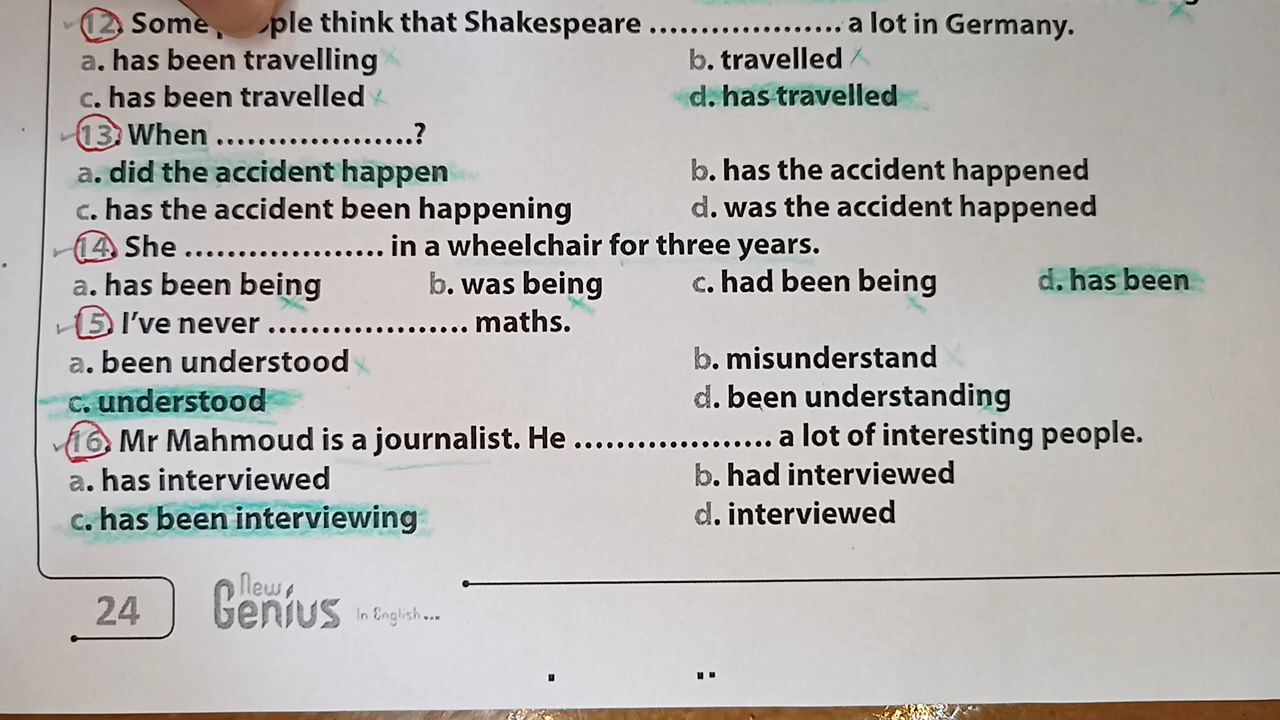 12. Some ple think that Shakespeare ................... a lot in Germany.
a. has been travelling b. travelled
c. has been travelled d. has travelled
13. When ...................?
a. did the accident happen b. has the accident happened
c. has the accident been happening d. was the accident happened
14. She ................... in a wheelchair for three years.
a. has been being b. was being c. had been being d. has been
15. I've never ................... maths.
a. been understood b. misunderstand
c. understood d. been understanding
16. Mr Mahmoud is a journalist. He ................... a lot of interesting people.
a. has interviewed b. had interviewed
c. has been interviewing d. interviewed
24 New Genius In English...